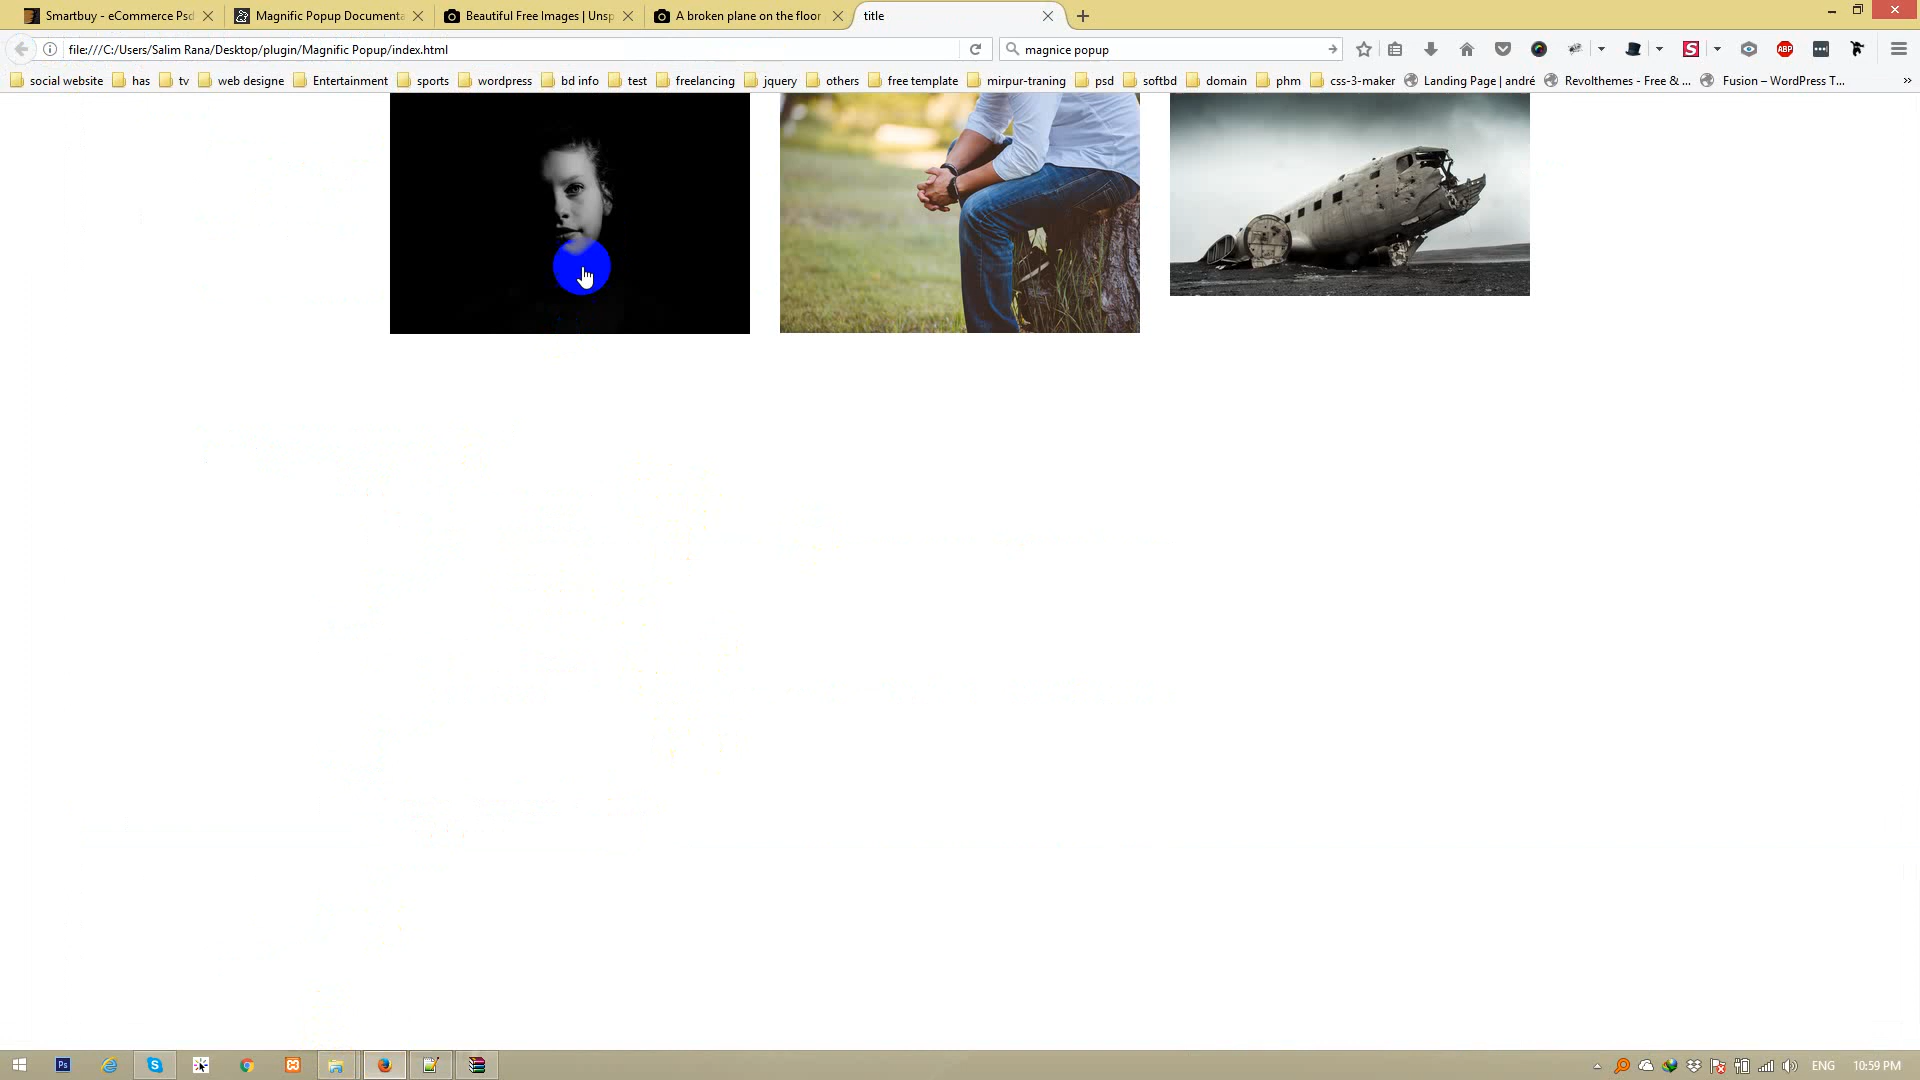 Smartbuy - eCommerce Psd
Magnific Popup Documenta
Beautiful Free Images | Unsp
A broken plane on the floor
title
file:///C:/Users/Salim Rana/Desktop/plugin/Magnific Popup/index.html
magnice popup
S
ABP
social website
has
tv
web designe
Entertainment
sports
wordpress
bd info
test
freelancing
jquery
others
free template
mirpur-traning
psd
softbd
domain
phm
css-3-maker
Landing Page | andré
Revolthemes - Free & ...
Fusion – WordPress T...
Ps
ENG
10:59 PM